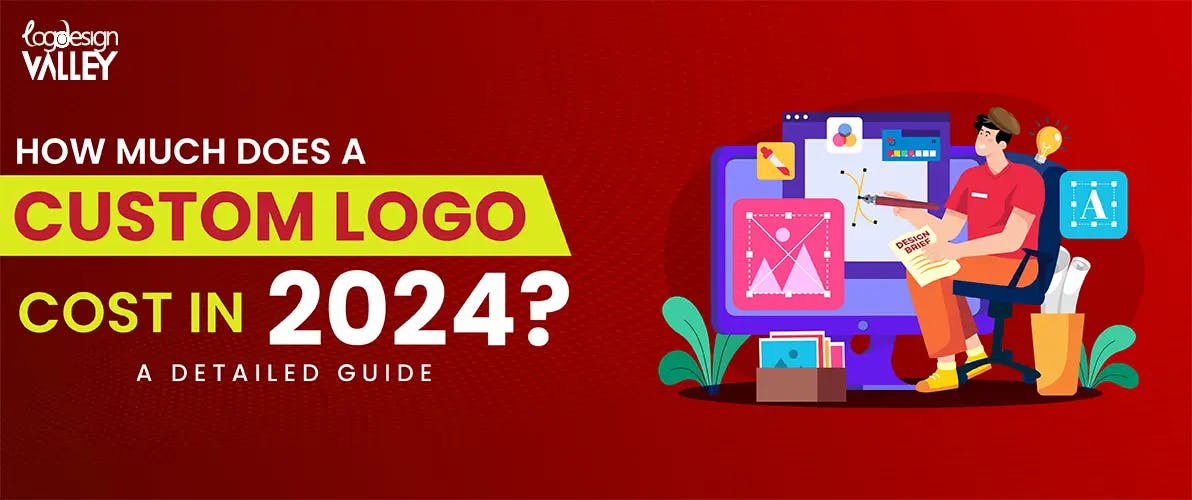 logodesign
VALLEY
HOW MUCH DOES A
CUSTOM LOGO
COST IN 2024?
A DETAILED GUIDE
DESIGN
BRIEF
A